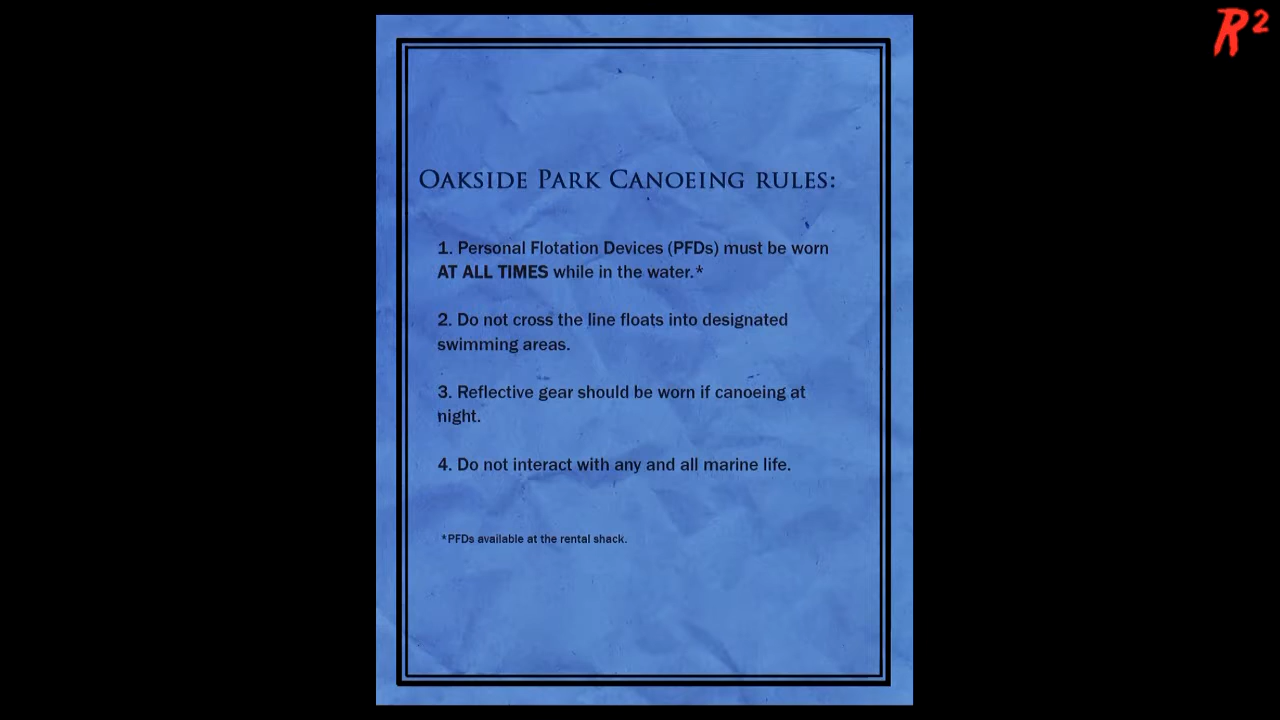 R²
Oakside Park Canoeing rules:
1. Personal Flotation Devices (PFDs) must be worn
AT ALL TIMES while in the water.*
2. Do not cross the line floats into designated
swimming areas.
3. Reflective gear should be worn if canoeing at
night.
4. Do not interact with any and all marine life.
*PFDs available at the rental shack.